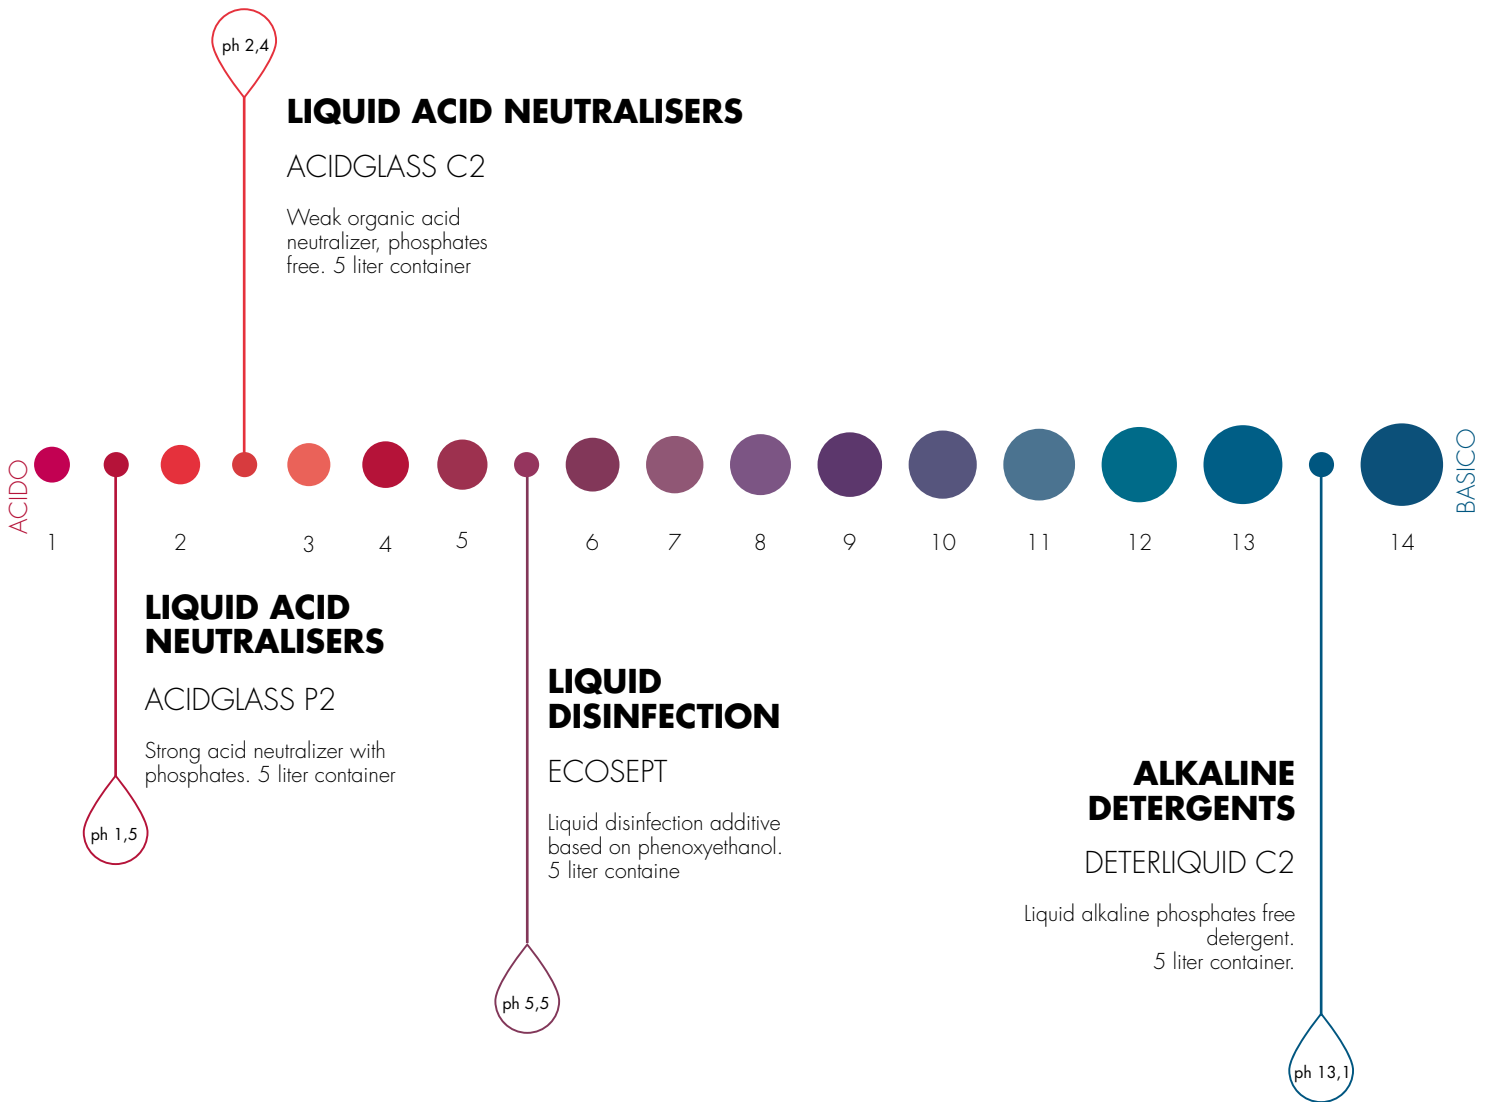 ph 2,4
LIQUID ACID NEUTRALISERS
ACIDGLASS C2
Weak organic acid
neutralizer, phosphates
free. 5 liter container
ACIDO
BASICO
1
2
3
4
5
6
7
8
9
10
11
12
13
14
LIQUID ACID
NEUTRALISERS
ACIDGLASS P2
Strong acid neutralizer with
phosphates. 5 liter container
ph 1,5
LIQUID
DISINFECTION
ECOSEPT
Liquid disinfection additive
based on phenoxyethanol.
5 liter containe
ph 5,5
ALKALINE
DETERGENTS
DETERLIQUID C2
Liquid alkaline phosphates free
detergent.
5 liter container.
ph 13,1